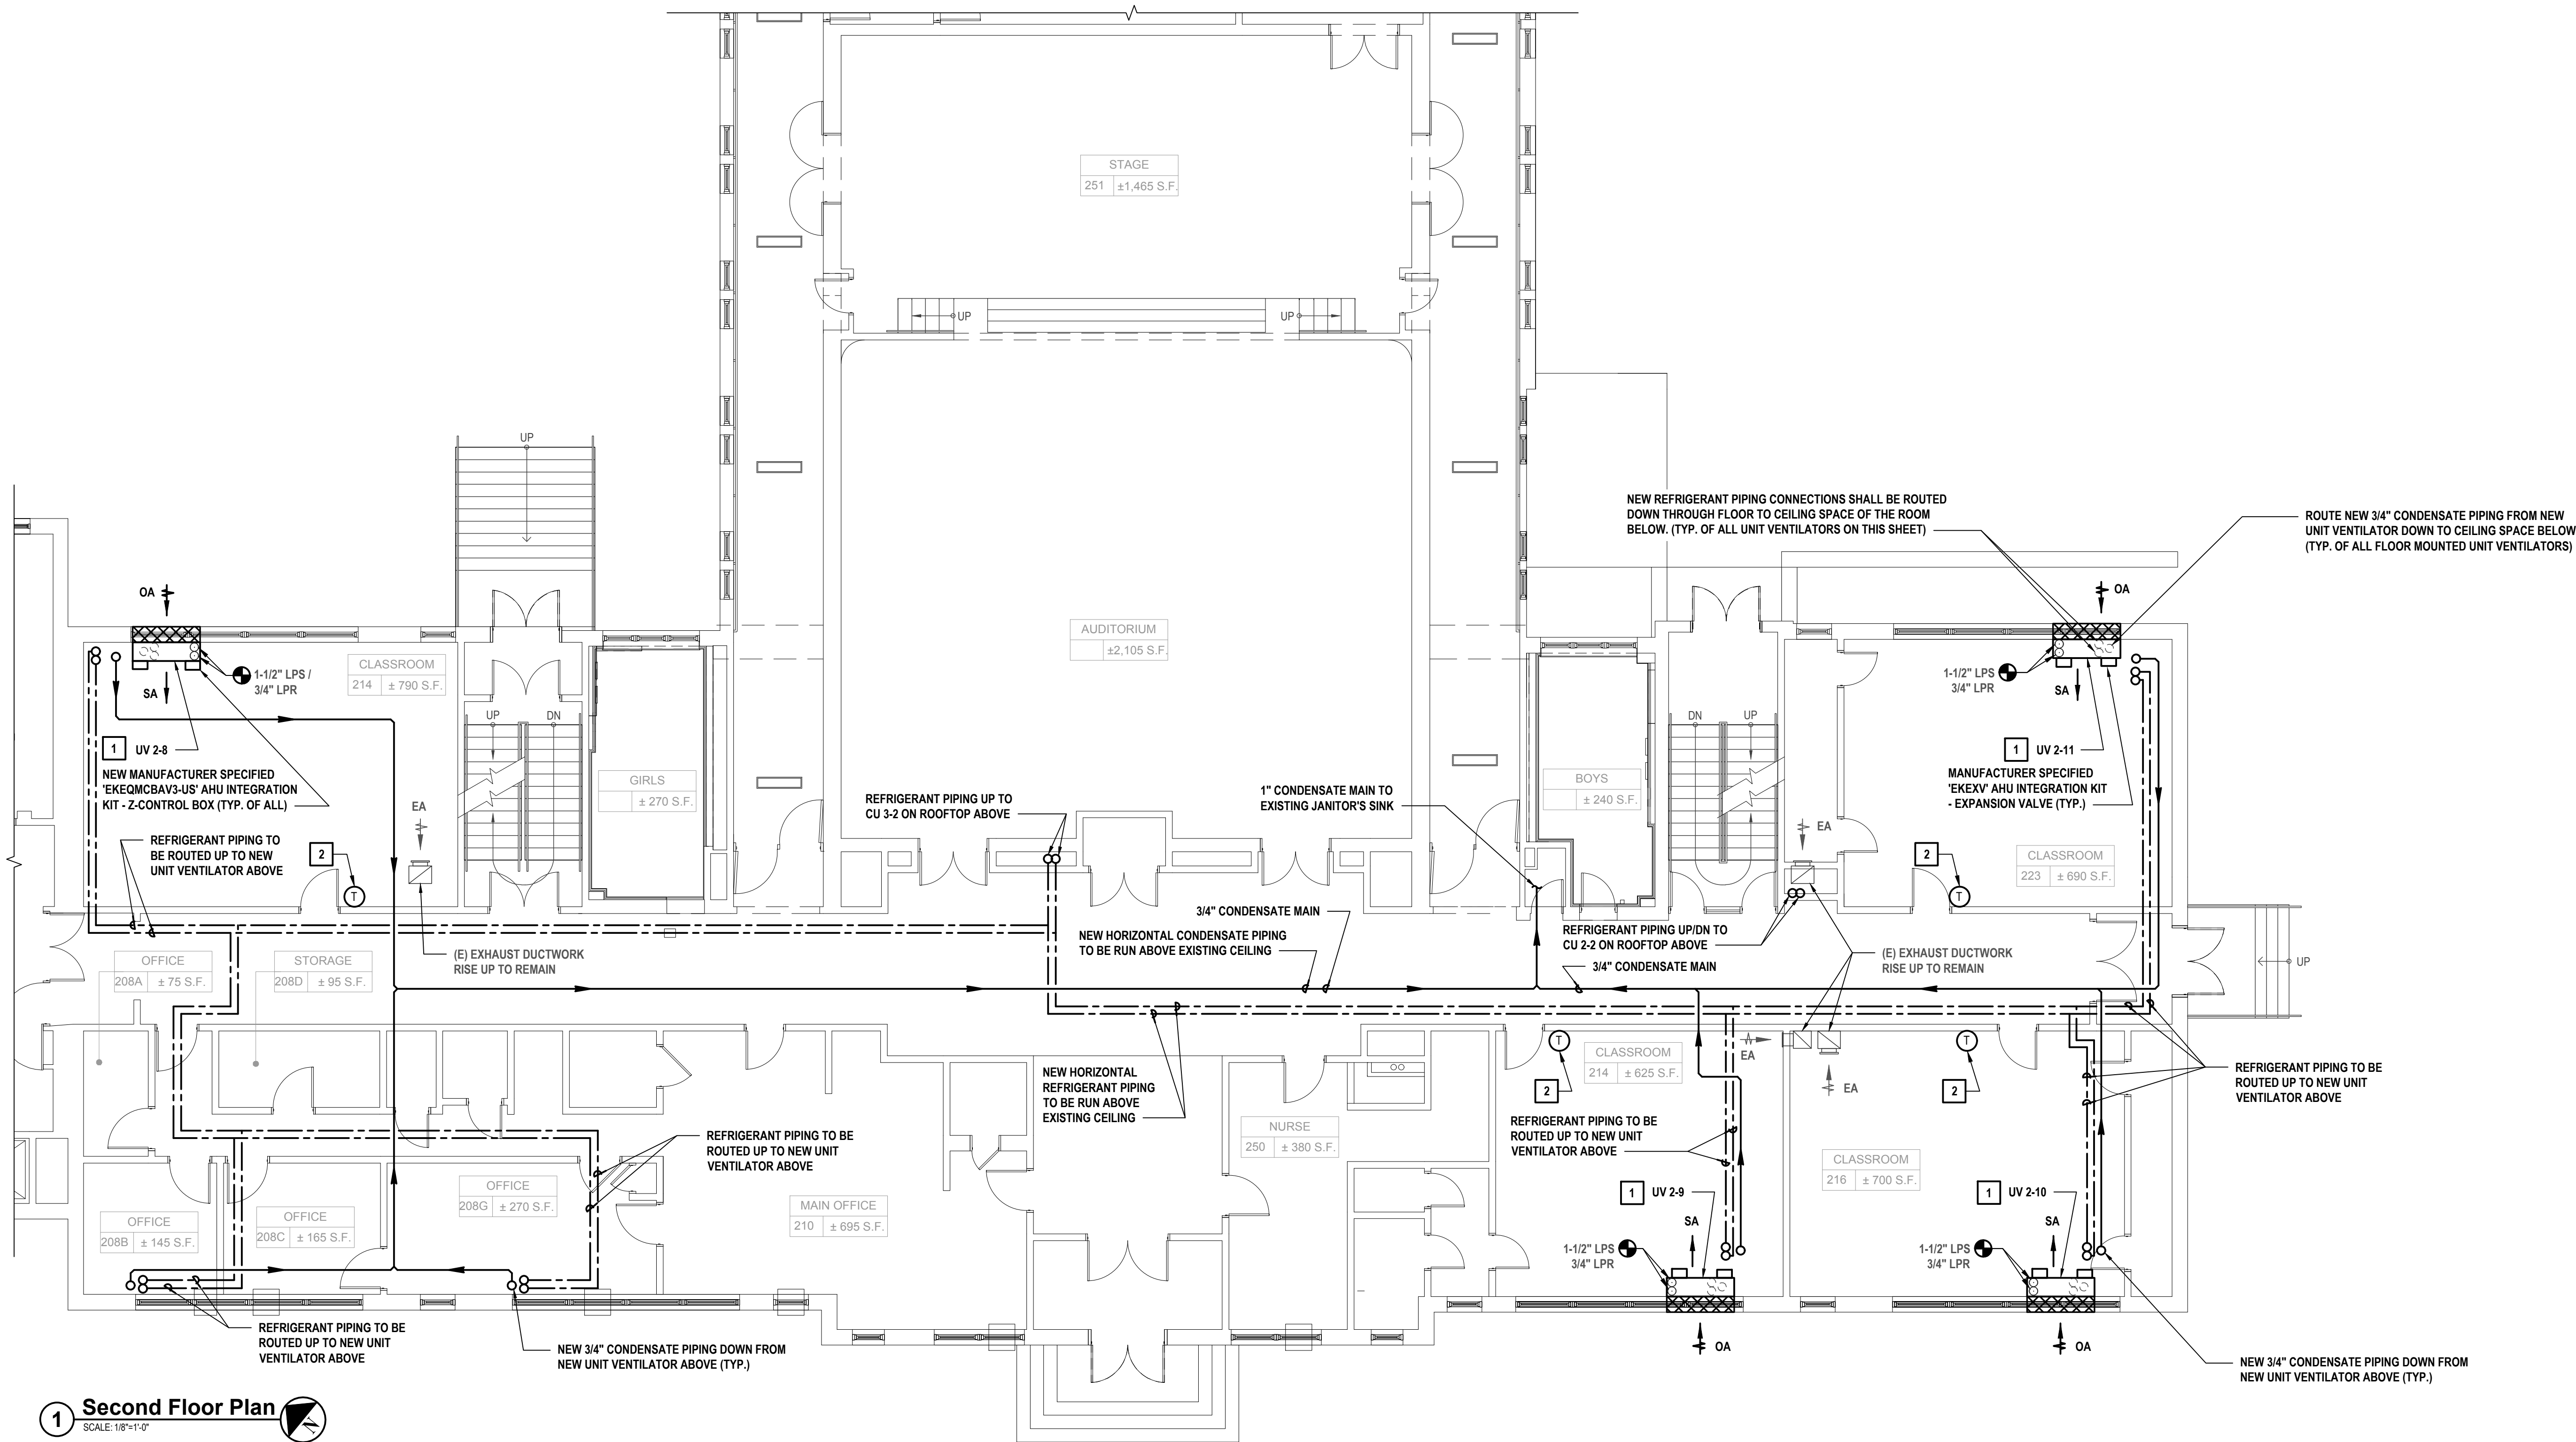 STAGE
251 ±1,465 S.F.
UP
UP
UP
NEW REFRIGERANT PIPING CONNECTIONS SHALL BE ROUTED
DOWN THROUGH FLOOR TO CEILING SPACE OF THE ROOM
BELOW. (TYP. OF ALL UNIT VENTILATORS ON THIS SHEET)
ROUTE NEW 3/4" CONDENSATE PIPING FROM NEW
UNIT VENTILATOR DOWN TO CEILING SPACE BELOW
(TYP. OF ALL FLOOR MOUNTED UNIT VENTILATORS)
OA
OA
AUDITORIUM
±2,105 S.F.
CLASSROOM
214 ± 790 S.F.
1-1/2" LPS /
3/4" LPR
SA
1-1/2" LPS
3/4" LPR
SA
UP
DN
DN
UP
1 UV 2-8
NEW MANUFACTURER SPECIFIED
'EKEQMCBAV3-US' AHU INTEGRATION
KIT - Z-CONTROL BOX (TYP. OF ALL)
1 UV 2-11
MANUFACTURER SPECIFIED
'EKEXV' AHU INTEGRATION KIT
- EXPANSION VALVE (TYP.)
GIRLS
± 270 S.F.
BOYS
± 240 S.F.
REFRIGERANT PIPING UP TO
CU 3-2 ON ROOFTOP ABOVE
1" CONDENSATE MAIN TO
EXISTING JANITOR'S SINK
EA
EA
REFRIGERANT PIPING TO
BE ROUTED UP TO NEW
UNIT VENTILATOR ABOVE
2
T
2
T
CLASSROOM
223 ± 690 S.F.
3/4" CONDENSATE MAIN
NEW HORIZONTAL CONDENSATE PIPING
TO BE RUN ABOVE EXISTING CEILING
REFRIGERANT PIPING UP/DN TO
CU 2-2 ON ROOFTOP ABOVE
3/4" CONDENSATE MAIN
(E) EXHAUST DUCTWORK
RISE UP TO REMAIN
(E) EXHAUST DUCTWORK
RISE UP TO REMAIN
UP
OFFICE
208A ± 75 S.F.
STORAGE
208D ± 95 S.F.
T
2
CLASSROOM
214 ± 625 S.F.
EA
EA
T
2
NEW HORIZONTAL
REFRIGERANT PIPING
TO BE RUN ABOVE
EXISTING CEILING
REFRIGERANT PIPING TO BE
ROUTED UP TO NEW UNIT
VENTILATOR ABOVE
NURSE
250 ± 380 S.F.
REFRIGERANT PIPING TO BE
ROUTED UP TO NEW UNIT
VENTILATOR ABOVE
REFRIGERANT PIPING TO BE
ROUTED UP TO NEW UNIT
VENTILATOR ABOVE
CLASSROOM
216 ± 700 S.F.
OFFICE
208G ± 270 S.F.
MAIN OFFICE
210 ± 695 S.F.
OFFICE
208B ± 145 S.F.
OFFICE
208C ± 165 S.F.
1 UV 2-9
SA
1 UV 2-10
SA
1-1/2" LPS
3/4" LPR
1-1/2" LPS
3/4" LPR
REFRIGERANT PIPING TO BE
ROUTED UP TO NEW UNIT
VENTILATOR ABOVE
NEW 3/4" CONDENSATE PIPING DOWN FROM
NEW UNIT VENTILATOR ABOVE (TYP.)
OA
OA
NEW 3/4" CONDENSATE PIPING DOWN FROM
NEW UNIT VENTILATOR ABOVE (TYP.)
1 Second Floor Plan
SCALE: 1/8"=1'-0"
N